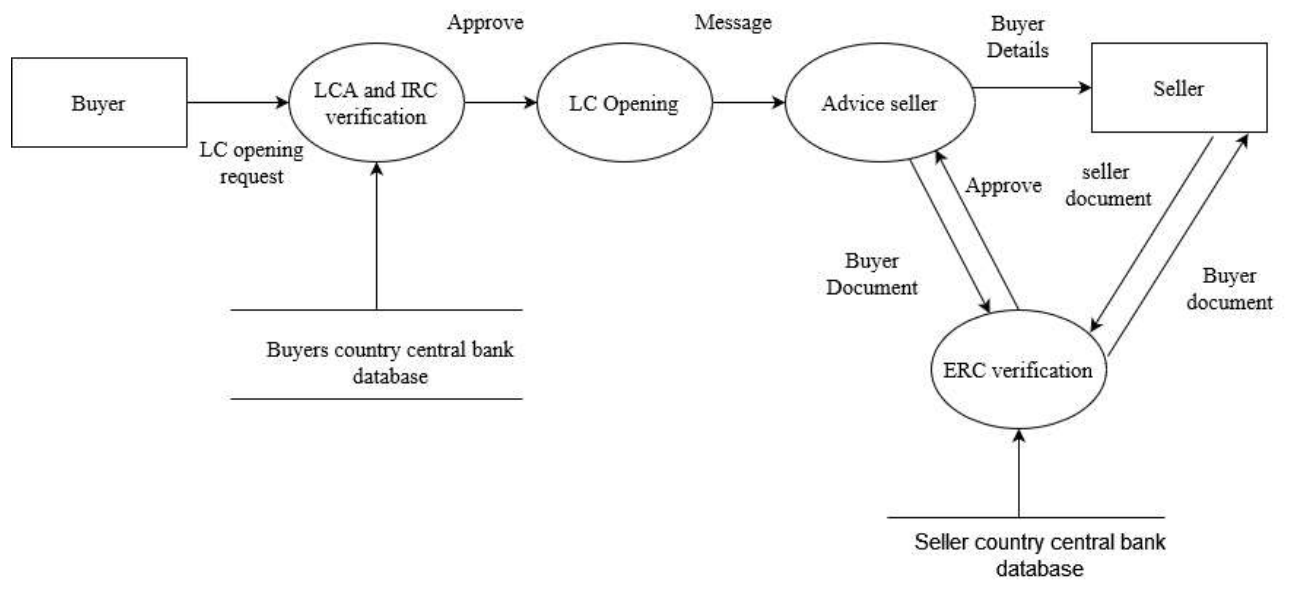 Approve
Message
Buyer
Details
Buyer
LCA and IRC
verification
LC Opening
Advice seller
Seller
LC opening
request
Approve
seller
document
Buyer
Document
Buyer
document
Buyers country central bank
database
ERC verification
Seller country central bank
database